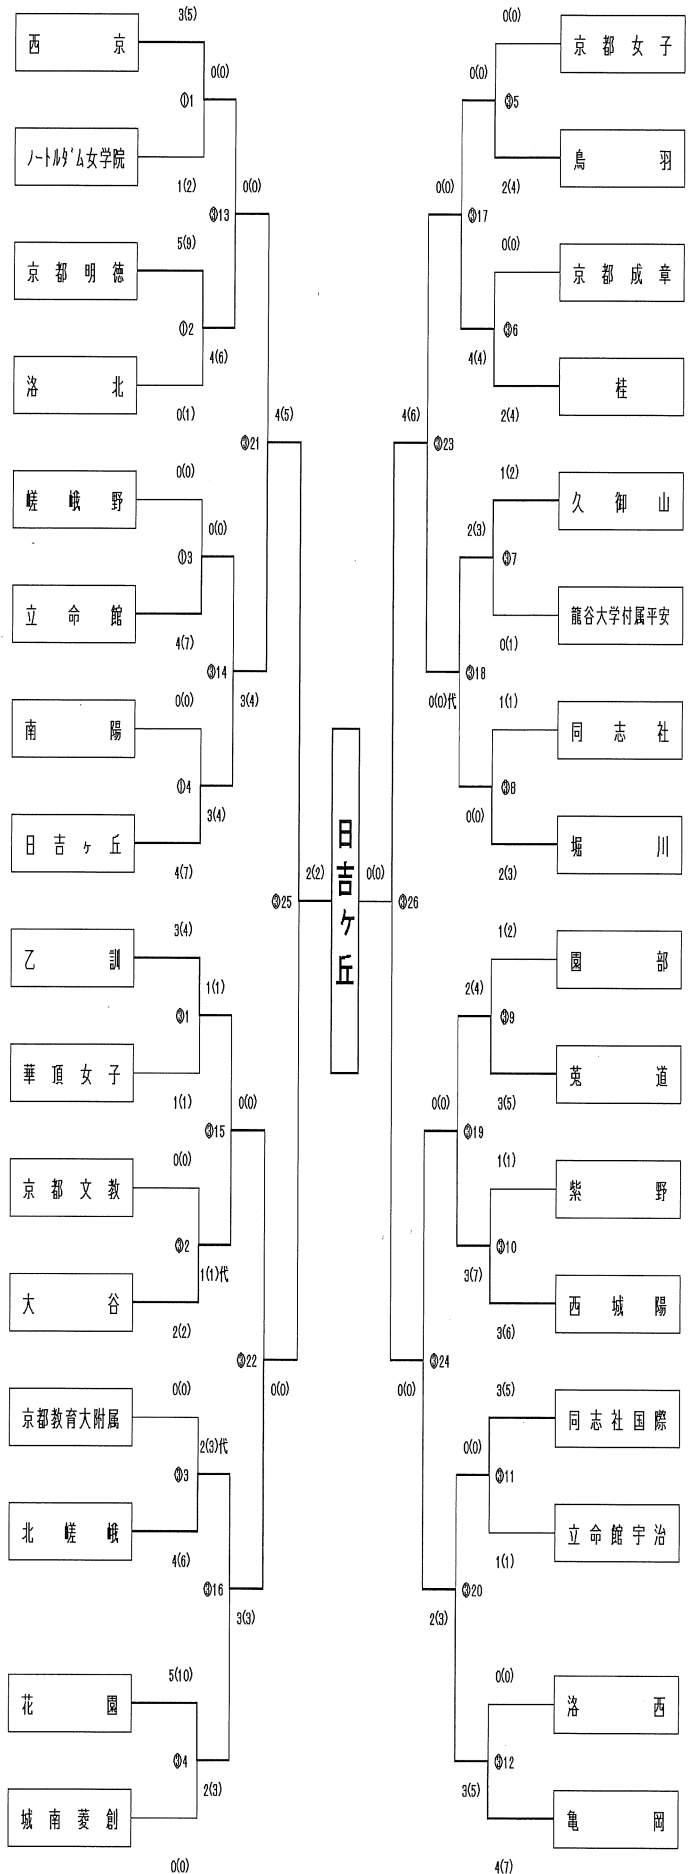 3(5)
西京
0(0)
①1
ノートルダム女学院
1(2)
0(0)
③13
5(9)
京都明徳
①2
4(6)
洛北
0(1)
4(5)
③21
0(0)
嵯峨野
0(0)
①3
立命館
4(7)
③14
3(4)
0(0)
南陽
①4
3(4)
日吉ヶ丘
4(7)
2(2)
③25
3(4)
乙訓
1(1)
③1
華頂女子
1(1)
0(0)
③15
0(0)
京都文教
③2
1(1)代
大谷
2(2)
③22
0(0)
0(0)
京都教育大附属
2(3)代
③3
北嵯峨
4(6)
③16
3(3)
5(10)
花園
③4
2(3)
城南菱創
0(0)
日吉ケ丘
0(0)
京都女子
0(0)
③5
鳥羽
2(4)
0(0)
③17
0(0)
京都成章
③6
4(4)
桂
2(4)
4(6)
③23
1(2)
久御山
2(3)
③7
龍谷大学付属平安
0(1)
③18
0(0)代
1(1)
同志社
③8
0(0)
堀川
2(3)
0(0)
③26
1(2)
園部
2(4)
③9
莵道
3(5)
0(0)
③19
1(1)
紫野
③10
3(7)
西城陽
3(6)
③24
0(0)
3(5)
同志社国際
0(0)
③11
立命館宇治
1(1)
③20
2(3)
0(0)
洛西
③12
3(5)
亀岡
4(7)